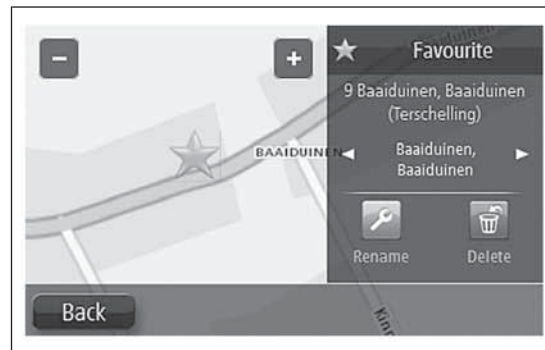 Favourite
9 Baaiduinen, Baaiduinen
(Terschelling)
BAAIDUINEN
Baaiduinen,
Baaiduinen
Rename
Delete
Back